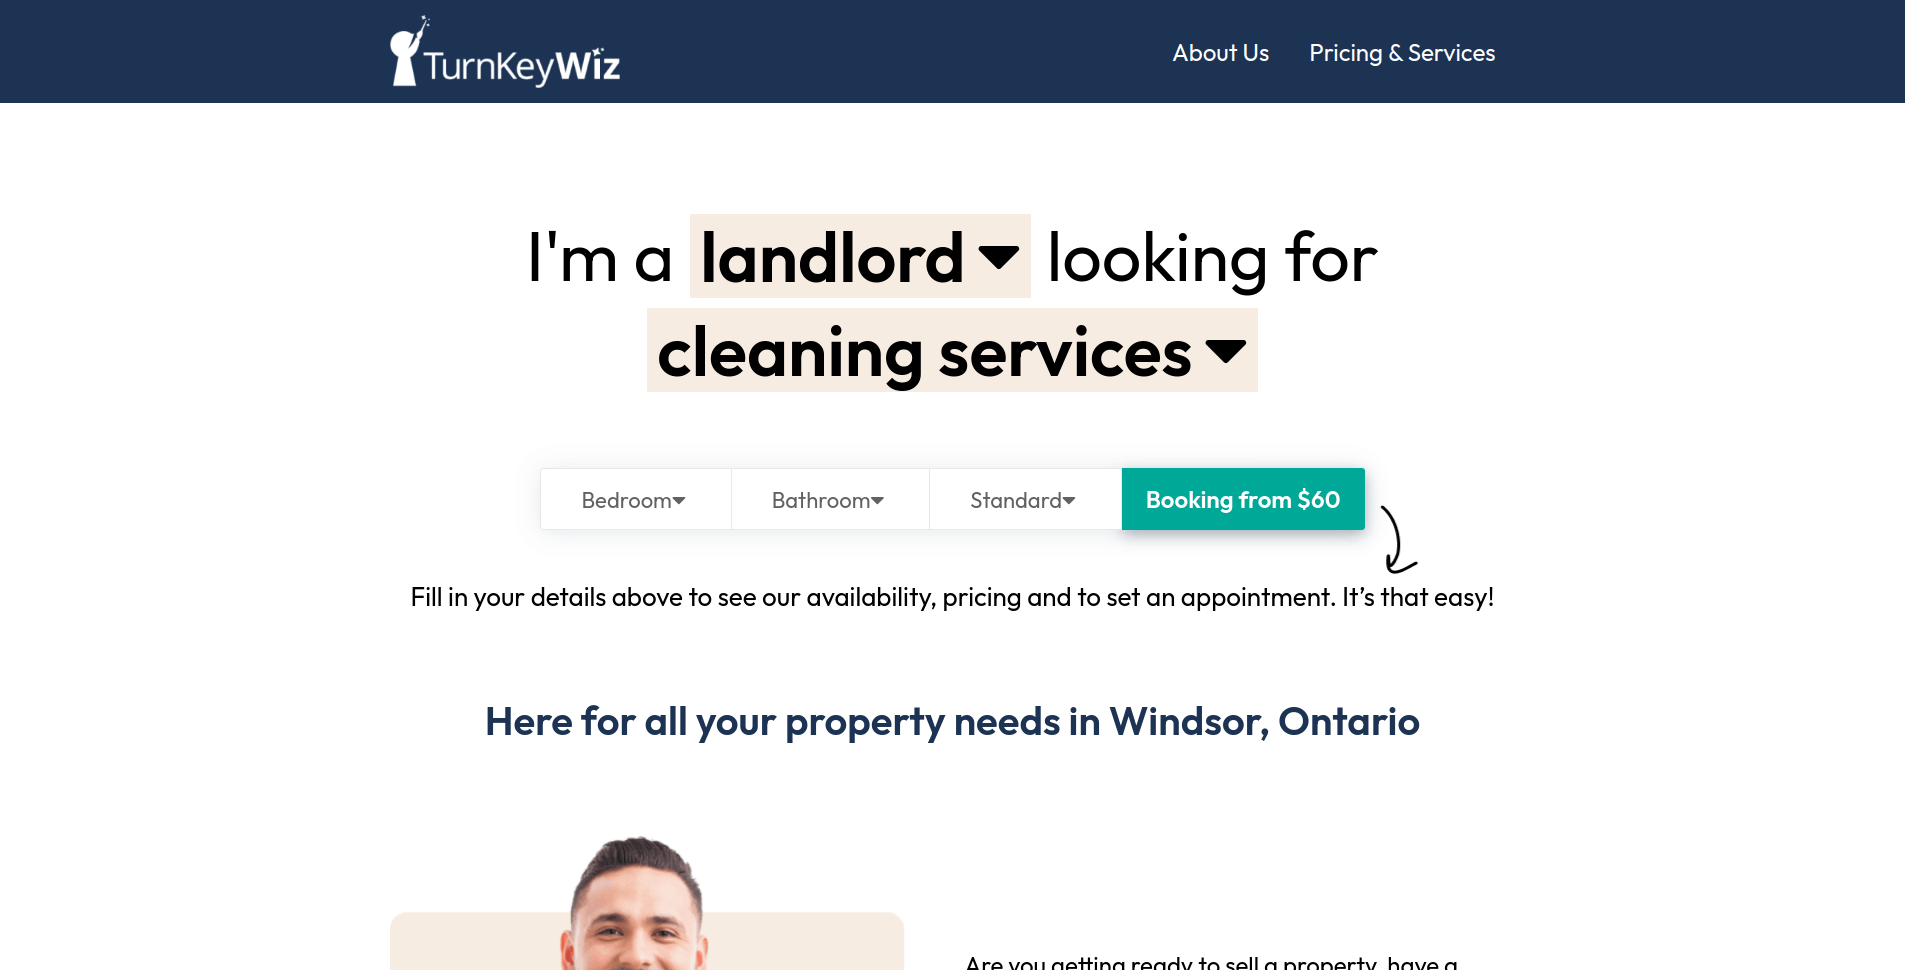 TurnKeyWiz
About Us
Pricing & Services
I'm a landlord looking for
cleaning services
Bedroom
Bathroom
Standard
Booking from $60
Fill in your details above to see our availability, pricing and to set an appointment. It’s that easy!
Here for all your property needs in Windsor, Ontario
Are you getting ready to sell a property, have a